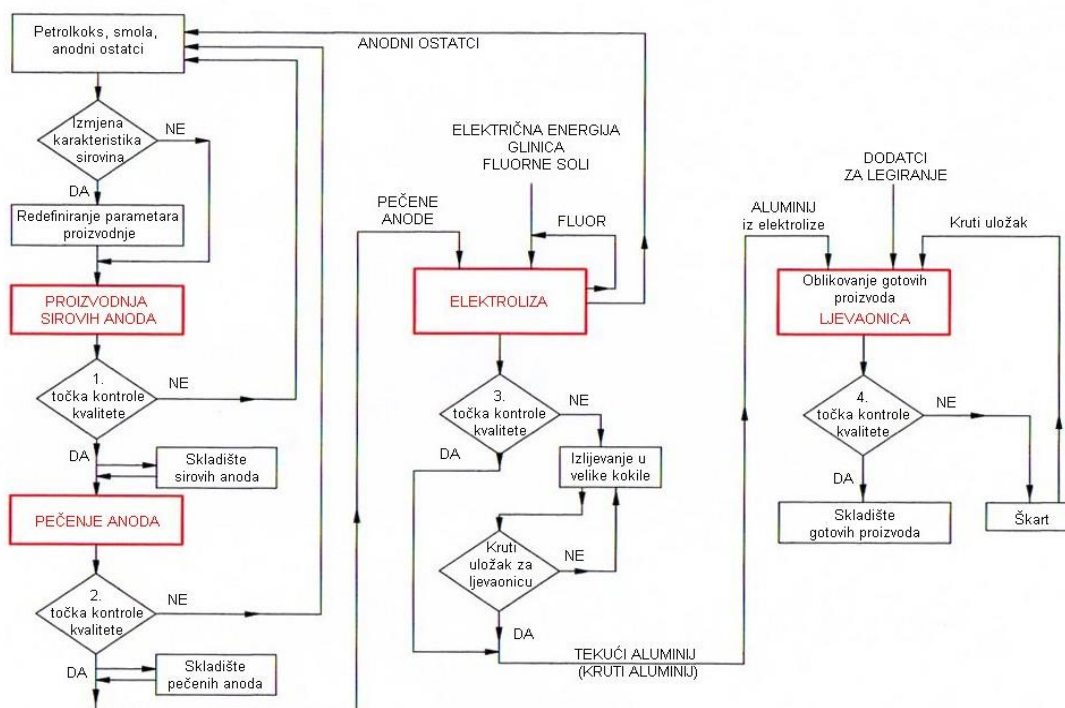 Petrolkoks, smola,
anodni ostatci
Izmjena
karakteristika
sirovina
NE
DA
Redefiniranje parametara
proizvodnje
PROIZVODNJA
SIROVIH ANODA
1.
točka kontrole
kvalitete
NE
DA
Skladište
sirovih anoda
PEČENJE ANODA
2.
točka kontrole
kvalitete
NE
DA
Skladište
pečenih anoda
ANODNI OSTATCI
ELEKTRIČNA ENERGIJA
GLINICA
FLUORNE SOLI
PEČENE
ANODE
FLUOR
ELEKTROLIZA
3.
točka kontrole
kvalitete
NE
DA
Izlijevanje u
velike kokile
Kruti
uložak za
ljevaonicu
NE
DA
TEKUĆI ALUMINIJ
(KRUTI ALUMINIJ)
DODATCI
ZA LEGIRANJE
ALUMINIJ
iz elektrolize
Kruti uložak
Oblikovanje gotovih
proizvoda
LJEVAONICA
4.
točka kontrole
kvalitete
NE
DA
Skladište
gotovih proizvoda
Škart